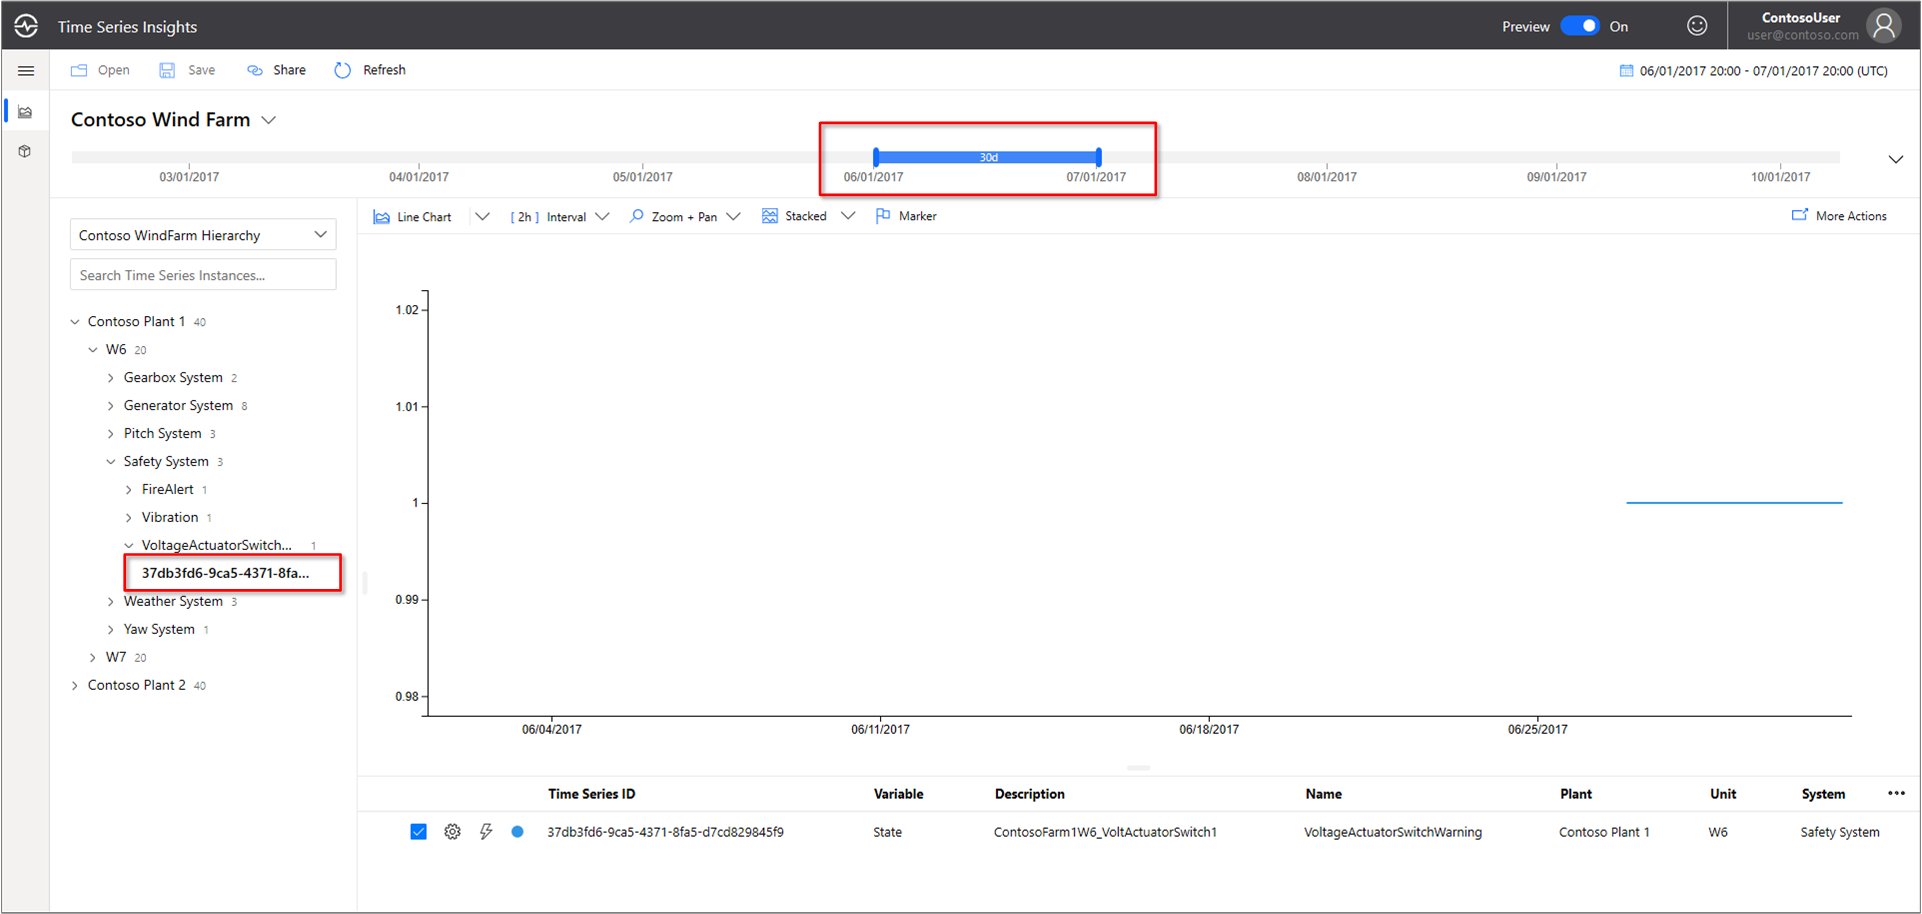 Time Series Insights
Preview On
ContosoUser
user@contoso.com
Open Save Share Refresh
06/01/2017 20:00 - 07/01/2017 20:00 (UTC)
Contoso Wind Farm
30d
03/01/2017 04/01/2017 05/01/2017 06/01/2017 07/01/2017 08/01/2017 09/01/2017 10/01/2017
Contoso WindFarm Hierarchy
Search Time Series Instances...
Contoso Plant 1 40
W6 20
Gearbox System 2
Generator System 8
Pitch System 3
Safety System 3
FireAlert 1
Vibration 1
VoltageActuatorSwitch... 1
37db3fd6-9ca5-4371-8fa...
Weather System 3
Yaw System 1
W7 20
Contoso Plant 2 40
Line Chart [ 2h ] Interval Zoom + Pan Stacked Marker More Actions
1.02
1.01
1
0.99
0.98
06/04/2017 06/11/2017 06/18/2017 06/25/2017
Time Series ID Variable Description Name Plant Unit System ...
37db3fd6-9ca5-4371-8fa5-d7cd829845f9 State ContosoFarm1W6_VoltActuatorSwitch1 VoltageActuatorSwitchWarning Contoso Plant 1 W6 Safety System